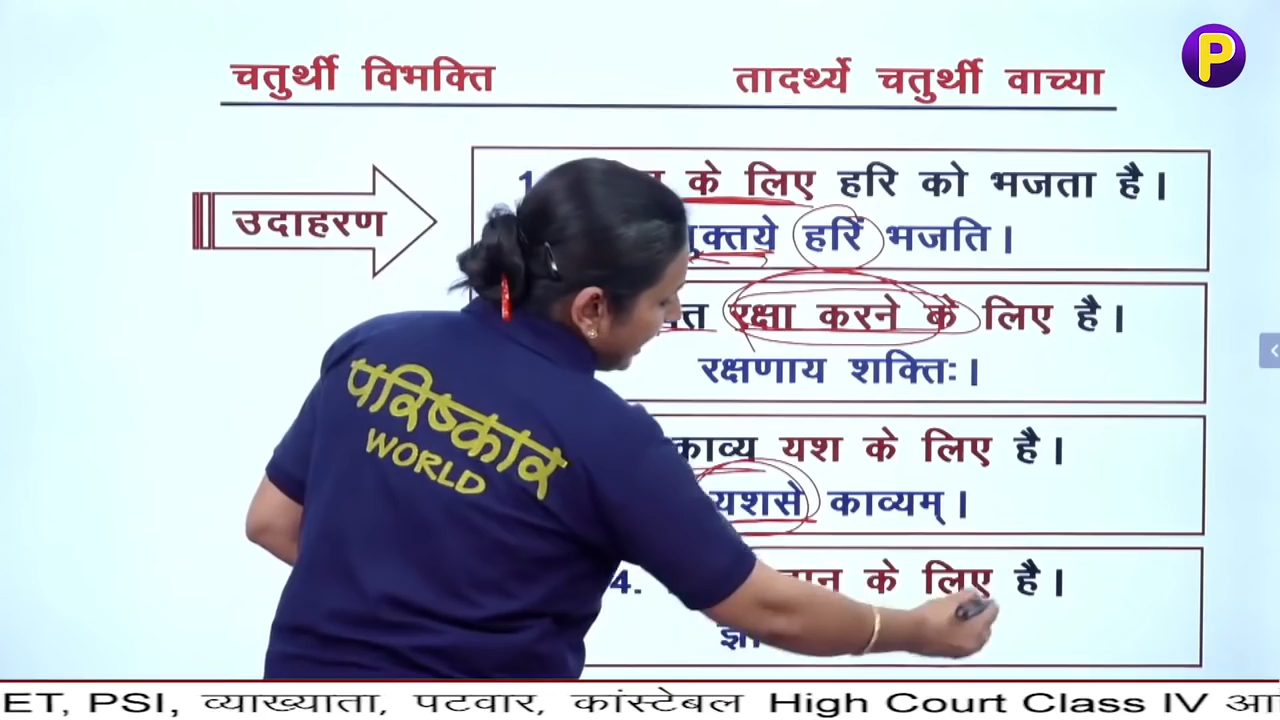 चतुर्थी विभक्ति तादर्थ्ये चतुर्थी वाच्या
P
उदाहरण
के लिए हरि को भजता है।
हरिं भजति।
रक्षा करने के लिए है।
रक्षणाय शक्तिः।
काव्य यश के लिए है।
यशसे काव्यम्।
4. के लिए है।
परिष्कार
WORLD
ET, PSI, व्याख्याता, पटवार, कांस्टेबल High Court Class IV